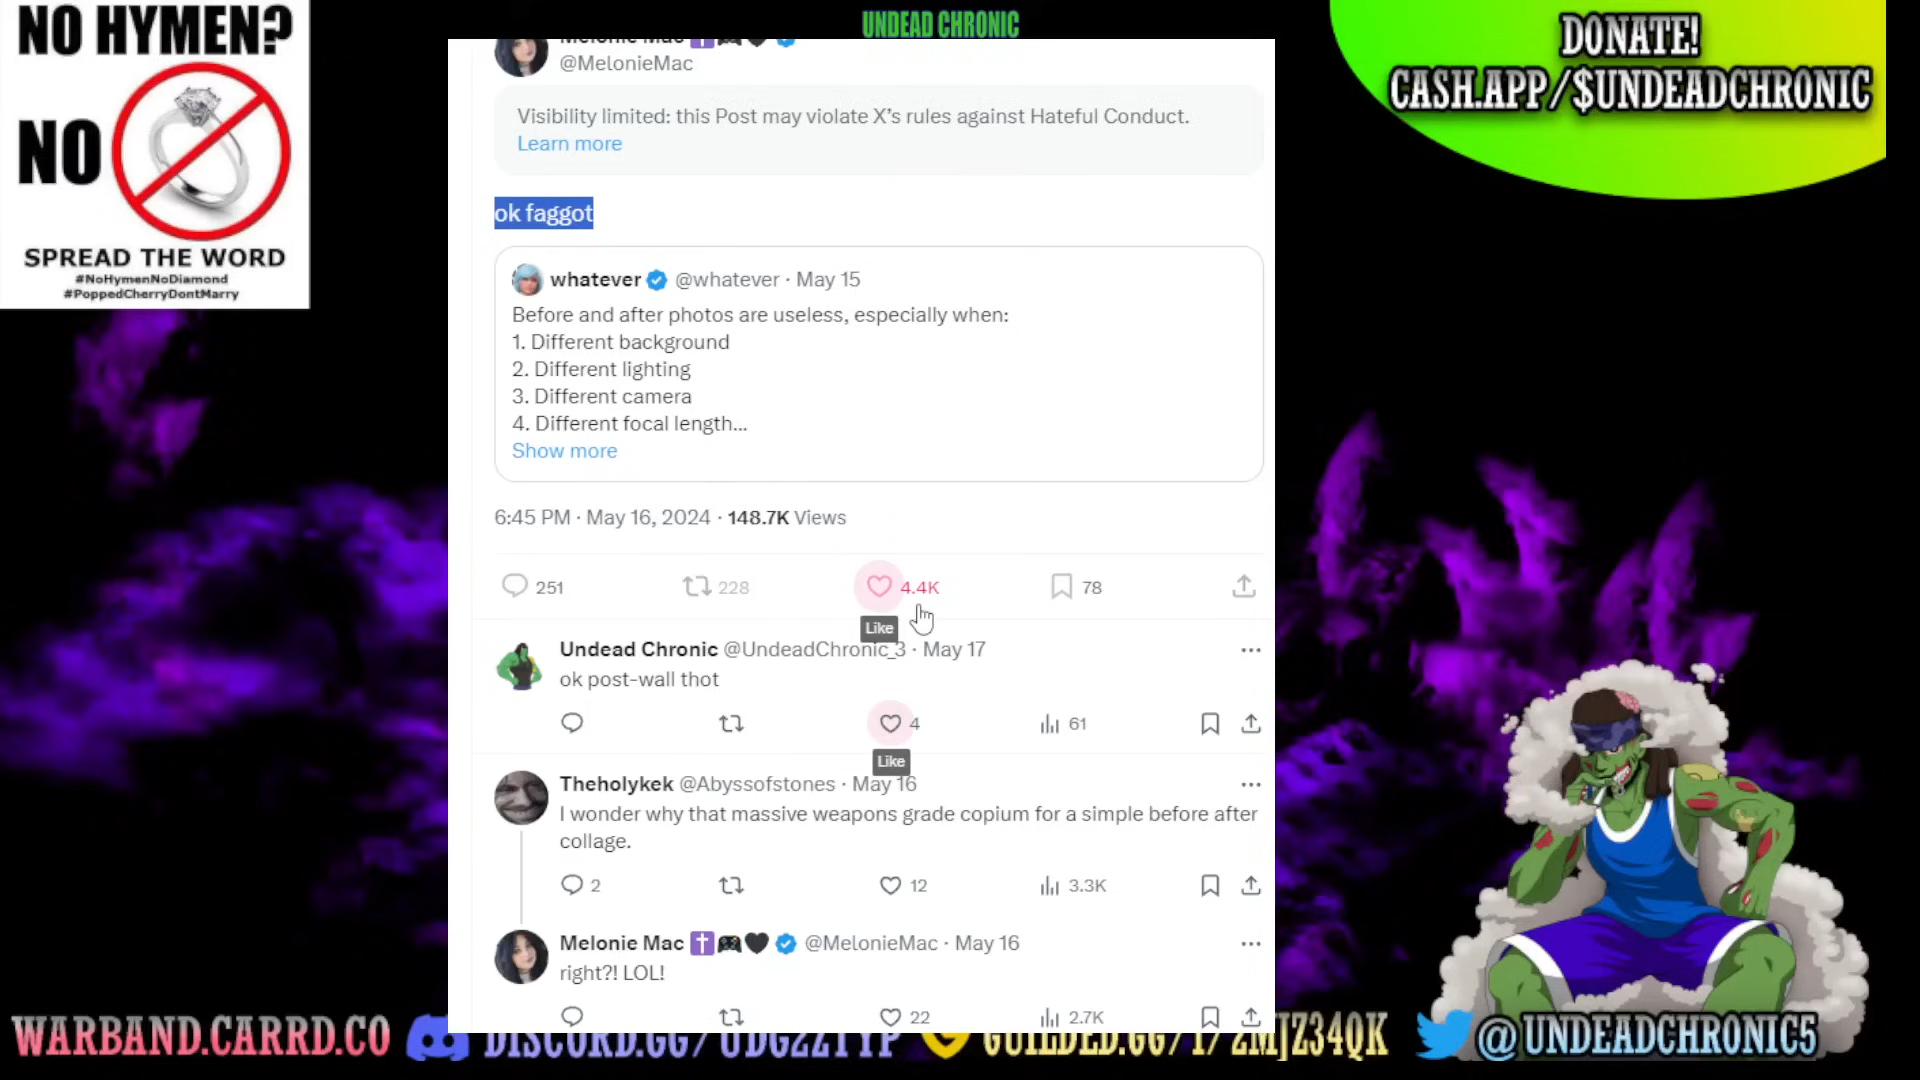 NO HYMEN?
NO
SPREAD THE WORD
#NoHymenNoDiamond
#PoppedCherryDontMarry
UNDEAD CHRONIC
DONATE!
CASH.APP/$UNDEADCHRONIC
Melonie Mac
@MelonieMac
Visibility limited: this Post may violate X's rules against Hateful Conduct.
Learn more
ok faggot
whatever @whatever · May 15
Before and after photos are useless, especially when:
1. Different background
2. Different lighting
3. Different camera
4. Different focal length...
Show more
6:45 PM · May 16, 2024 · 148.7K Views
251 228 4.4K 78
Like
Undead Chronic @UndeadChronic_3 · May 17
ok post-wall thot
4 61
Like
Theholykek @Abyssofstones · May 16
I wonder why that massive weapons grade copium for a simple before after
collage.
2 12 3.3K
Melonie Mac @MelonieMac · May 16
right?! LOL!
22 2.7K
WARBAND.CARRD.CO
@UNDEADCHRONIC5